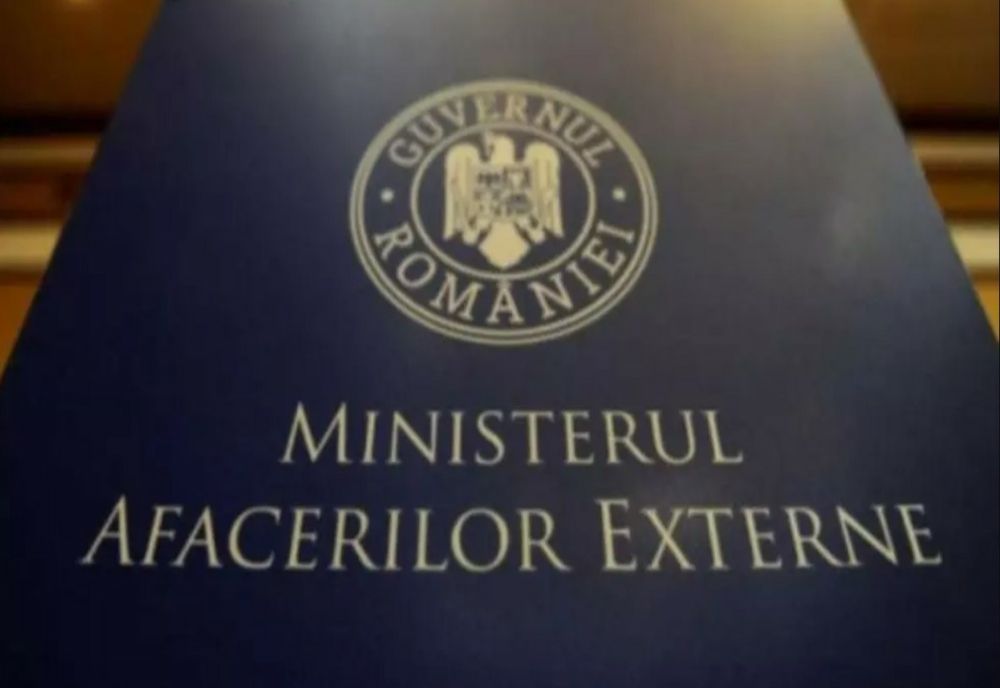 GUVERNUL
ROMÂNIEI
MINISTERUL
AFACERILOR EXTERNE